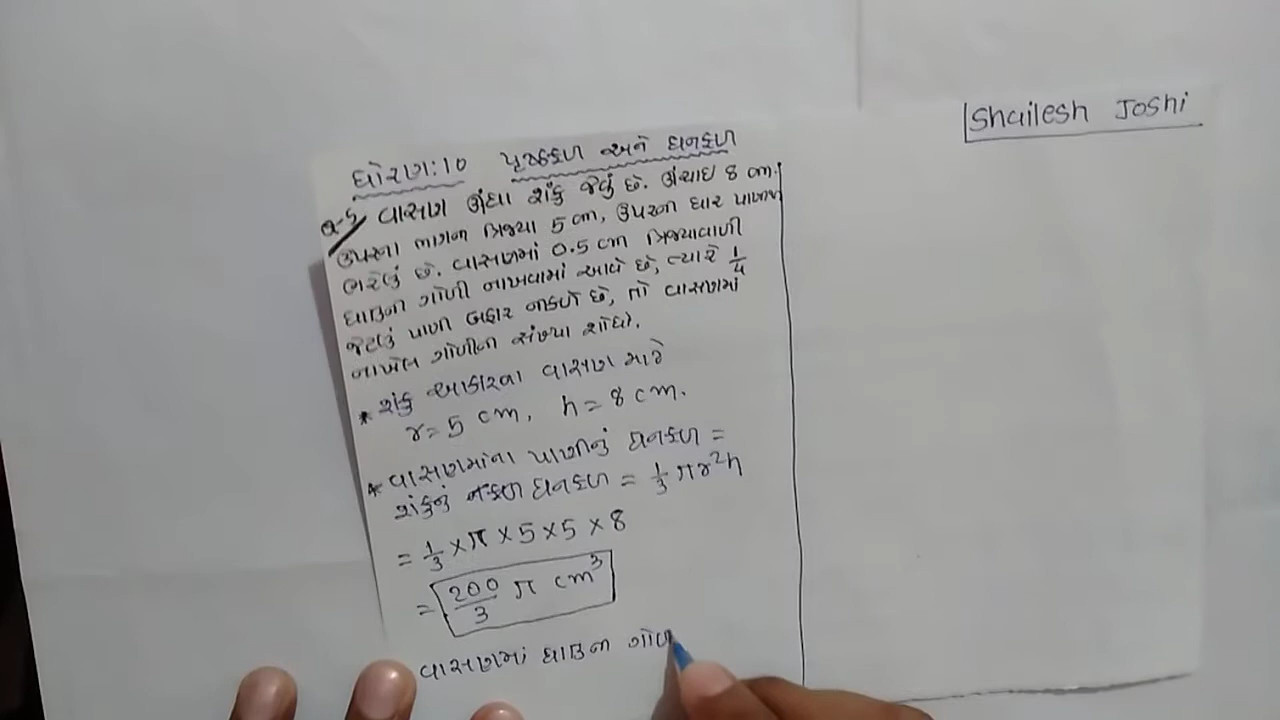 Shailesh Joshi
ધોરણ:10 પૃષ્ઠફળ અને ઘનફળ
Q-5 વાસણ ઊંધા શંકુ જેવું છે. ઊંચાઇ 8 cm.
ઉપરના ભાગની ત્રિજ્યા 5 cm, ઉપરની ધાર
ભરેલું છે. વાસણમાં 0.5 cm ત્રિજ્યાવાળી
ધાતુની ગોળી નાખવામાં આવે છે, ત્યારે 1/4
જેટલું પાણી બહાર નીકળે છે, તો વાસણમાં
નાખેલ ગોળીની સંખ્યા શોધો.
* શંકુ આકારના વાસણ માટે
r = 5 cm, h = 8 cm.
* વાસણમાંના પાણીનું ઘનફળ =
શંકુનું ઘનફળ = 1/3 πr²h
= 1/3 × π × 5 × 5 × 8
= 200/3 π cm³
વાસણમાં ધાતુની ગોળ